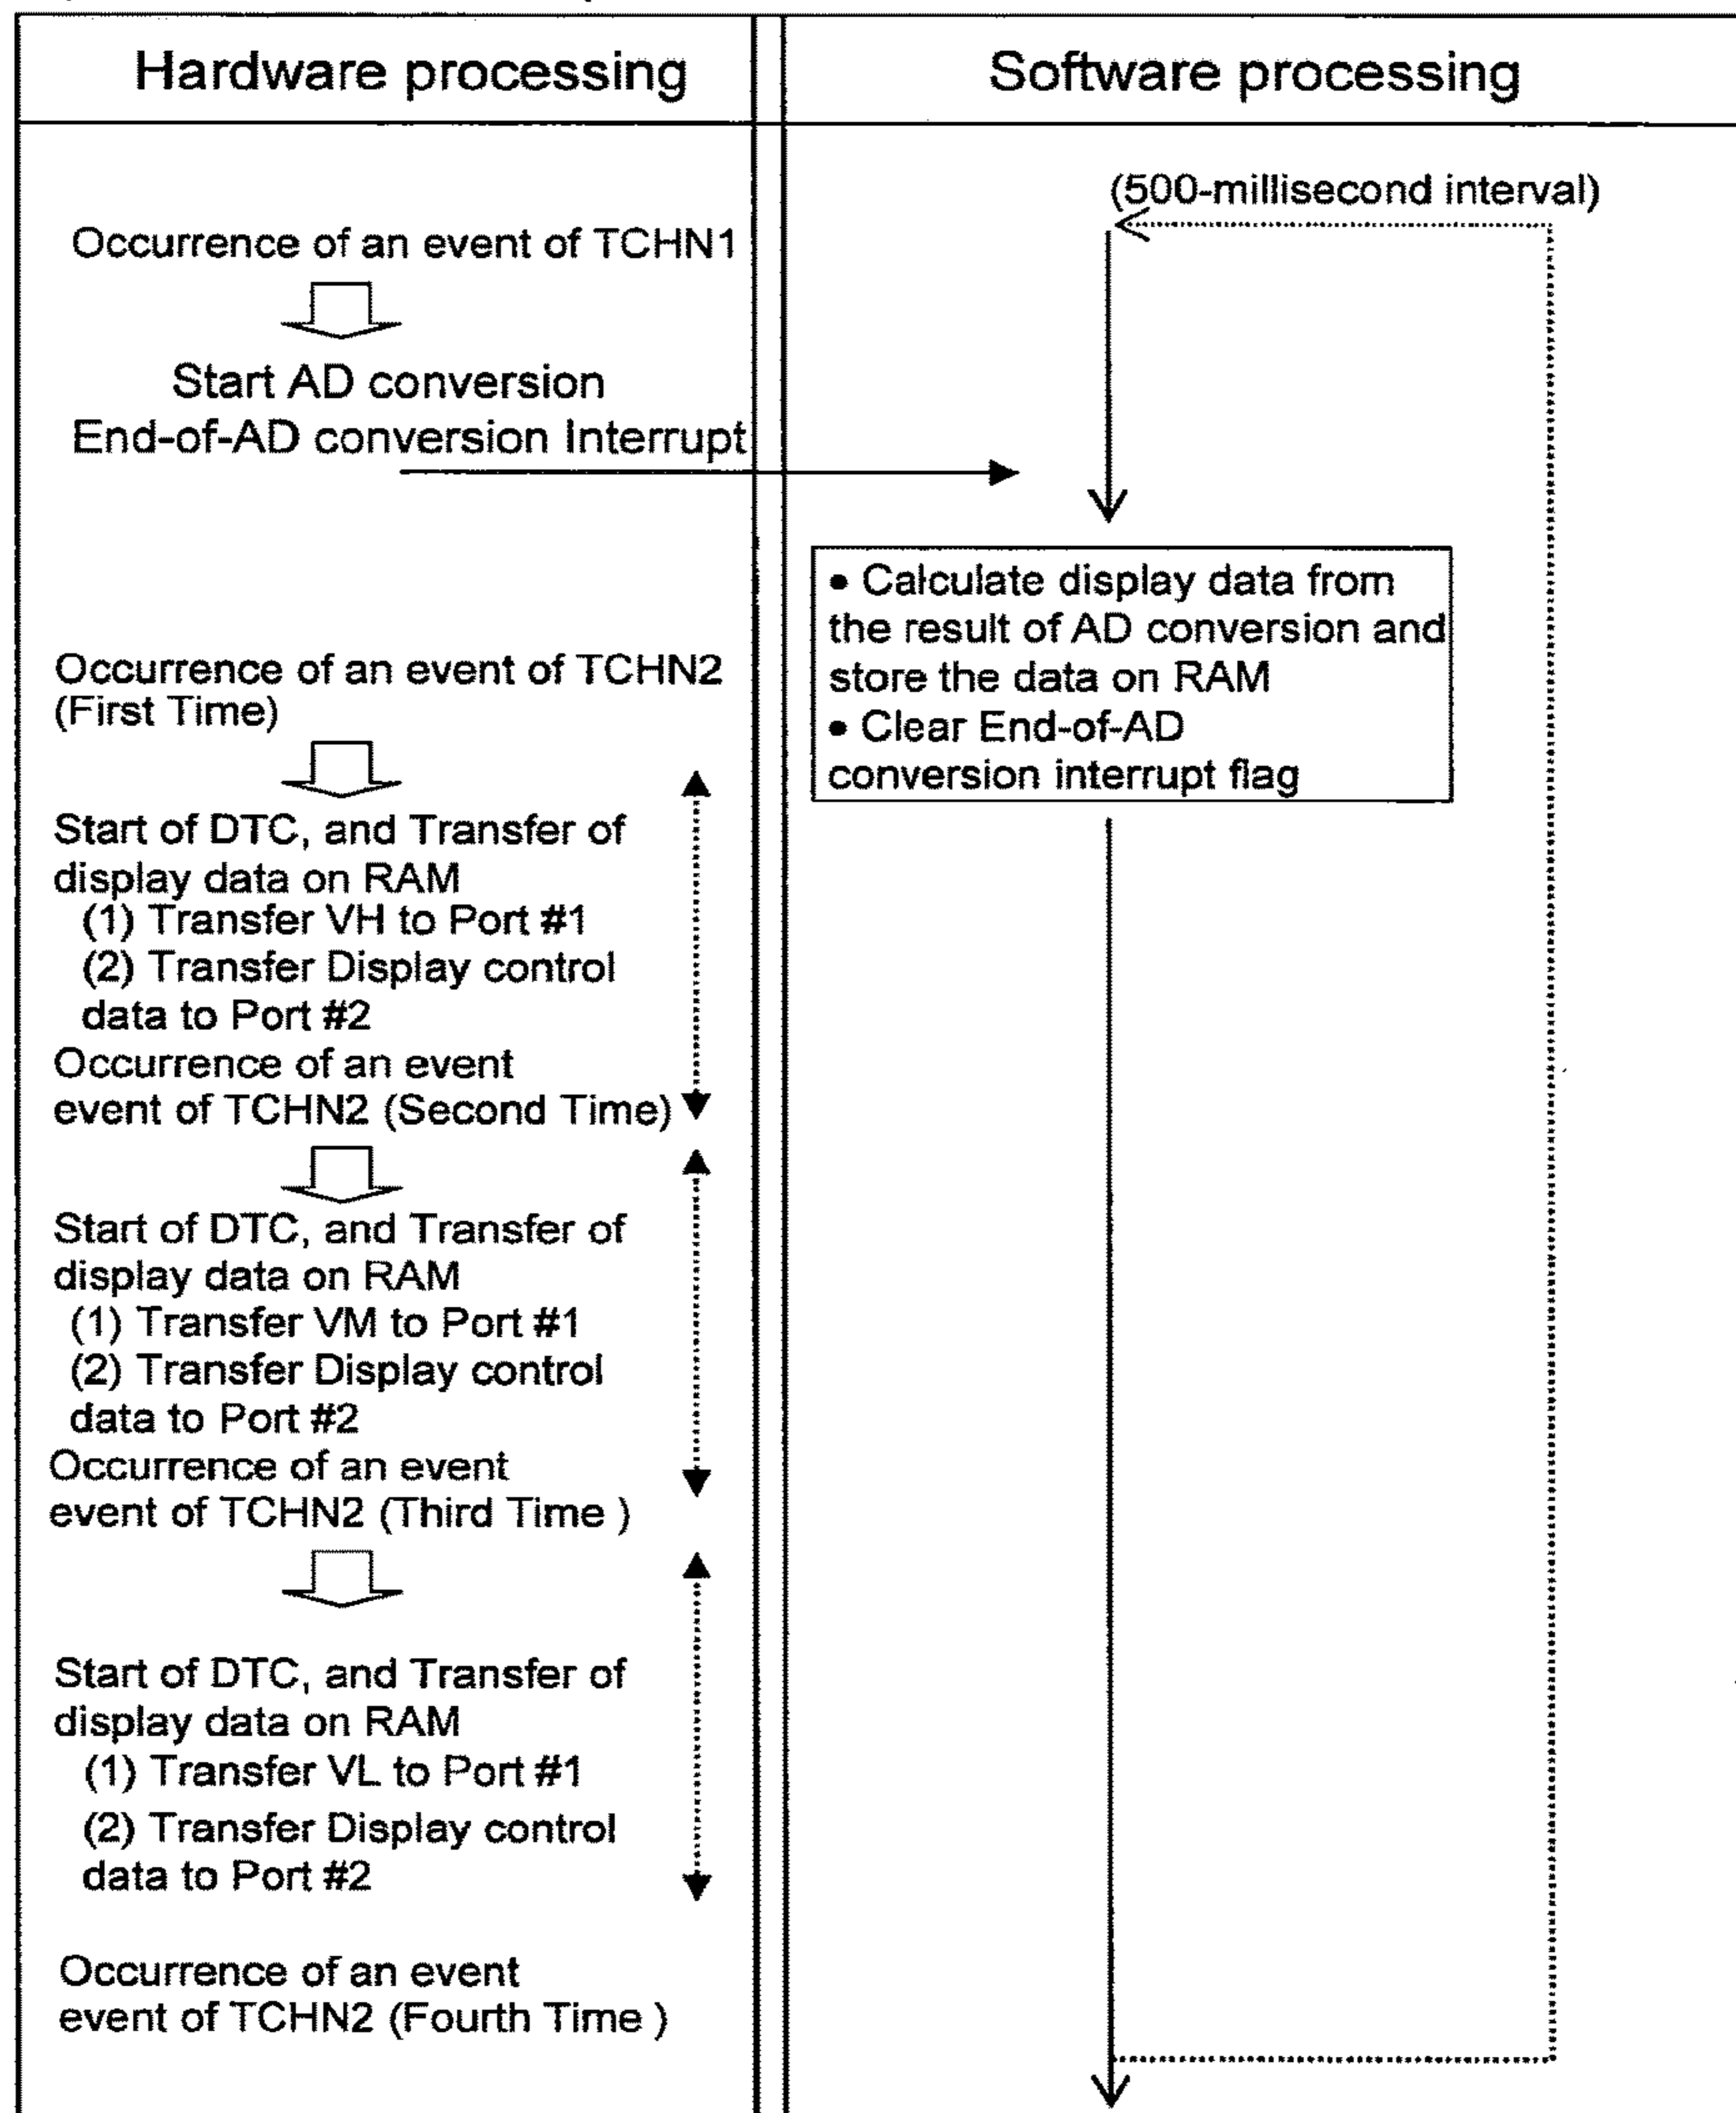 Hardware processing
Software processing
Occurrence of an event of TCHN1
Start AD conversion
End-of-AD conversion Interrupt
Occurrence of an event of TCHN2
(First Time)
Start of DTC, and Transfer of
display data on RAM
(1) Transfer VH to Port #1
(2) Transfer Display control
data to Port #2
Occurrence of an event
event of TCHN2 (Second Time)
Start of DTC, and Transfer of
display data on RAM
(1) Transfer VM to Port #1
(2) Transfer Display control
data to Port #2
Occurrence of an event
event of TCHN2 (Third Time )
Start of DTC, and Transfer of
display data on RAM
(1) Transfer VL to Port #1
(2) Transfer Display control
data to Port #2
Occurrence of an event
event of TCHN2 (Fourth Time )
(500-millisecond interval)
• Calculate display data from
the result of AD conversion and
store the data on RAM
• Clear End-of-AD
conversion interrupt flag